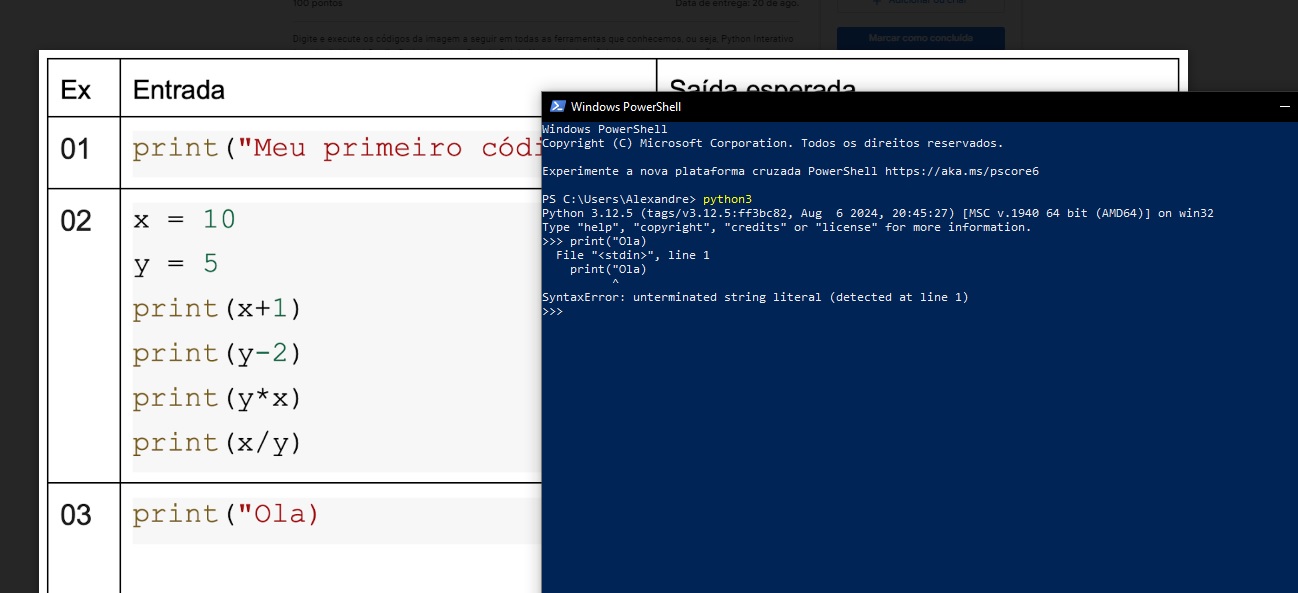 100 pontos
Data de entrega: 20 de ago.
Adicionar ou criar
Digite e execute os códigos da imagem a seguir em todas as ferramentas que conhecemos, ou seja, Python Interativo
Marcar como concluída
Ex
Entrada
Saída esperada
01
print("Meu primeiro códi
02
x = 10
y = 5
print(x+1)
print(y-2)
print(y*x)
print(x/y)
03
print("Ola)
Windows PowerShell
Windows PowerShell
Copyright (C) Microsoft Corporation. Todos os direitos reservados.
Experimente a nova plataforma cruzada PowerShell https://aka.ms/pscore6
PS C:\Users\Alexandre> python3
Python 3.12.5 (tags/v3.12.5:ff3bc82, Aug  6 2024, 20:45:27) [MSC v.1940 64 bit (AMD64)] on win32
Type "help", "copyright", "credits" or "license" for more information.
>>> print("Ola)
  File "<stdin>", line 1
    print("Ola)
          ^
SyntaxError: unterminated string literal (detected at line 1)
>>>